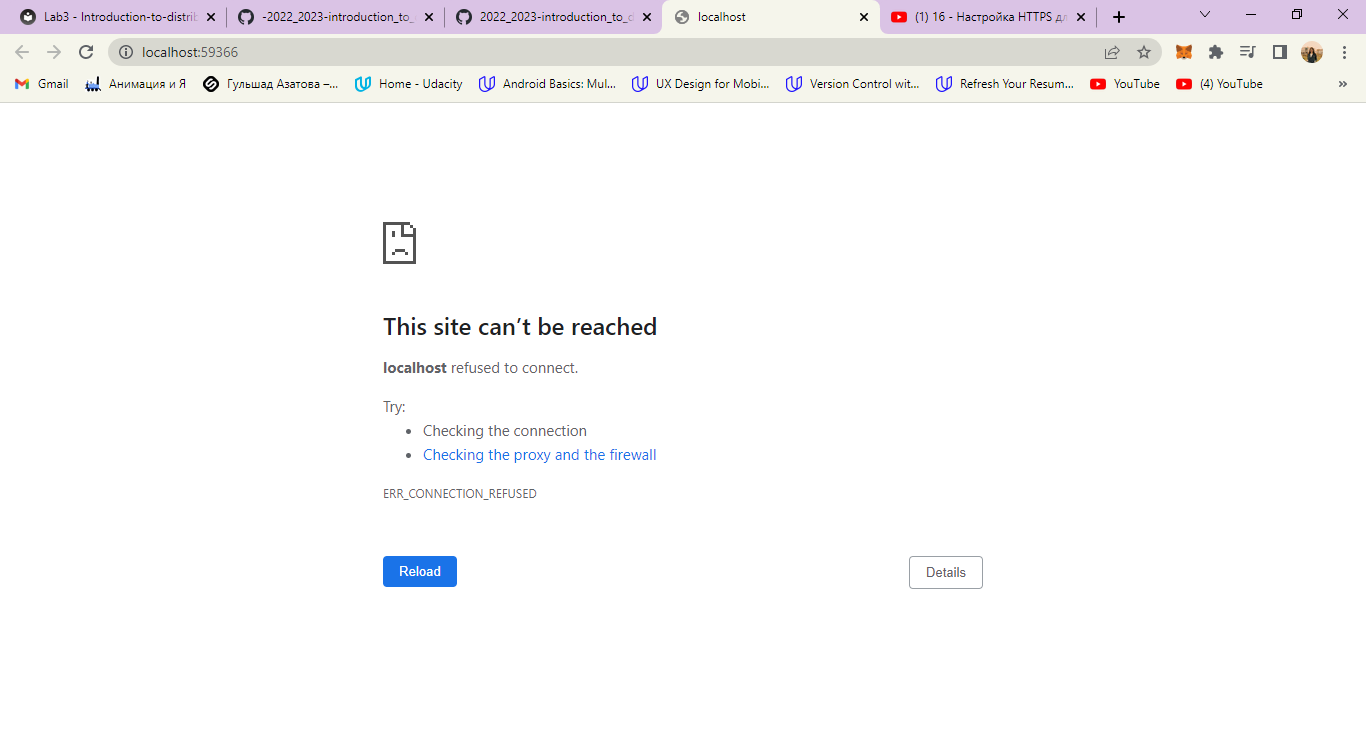 Lab3 - Introduction-to-distrib
-2022_2023-introduction_to_
2022_2023-introduction_to_d
localhost
(1) 16 - Настройка HTTPS дл
localhost:59366
Gmail
Анимация и Я
Гульшад Азатова –...
Home - Udacity
Android Basics: Mul...
UX Design for Mobi...
Version Control wit...
Refresh Your Resum...
YouTube
(4) YouTube
»
This site can’t be reached
localhost refused to connect.
Try:
• Checking the connection
• Checking the proxy and the firewall
ERR_CONNECTION_REFUSED
Reload
Details